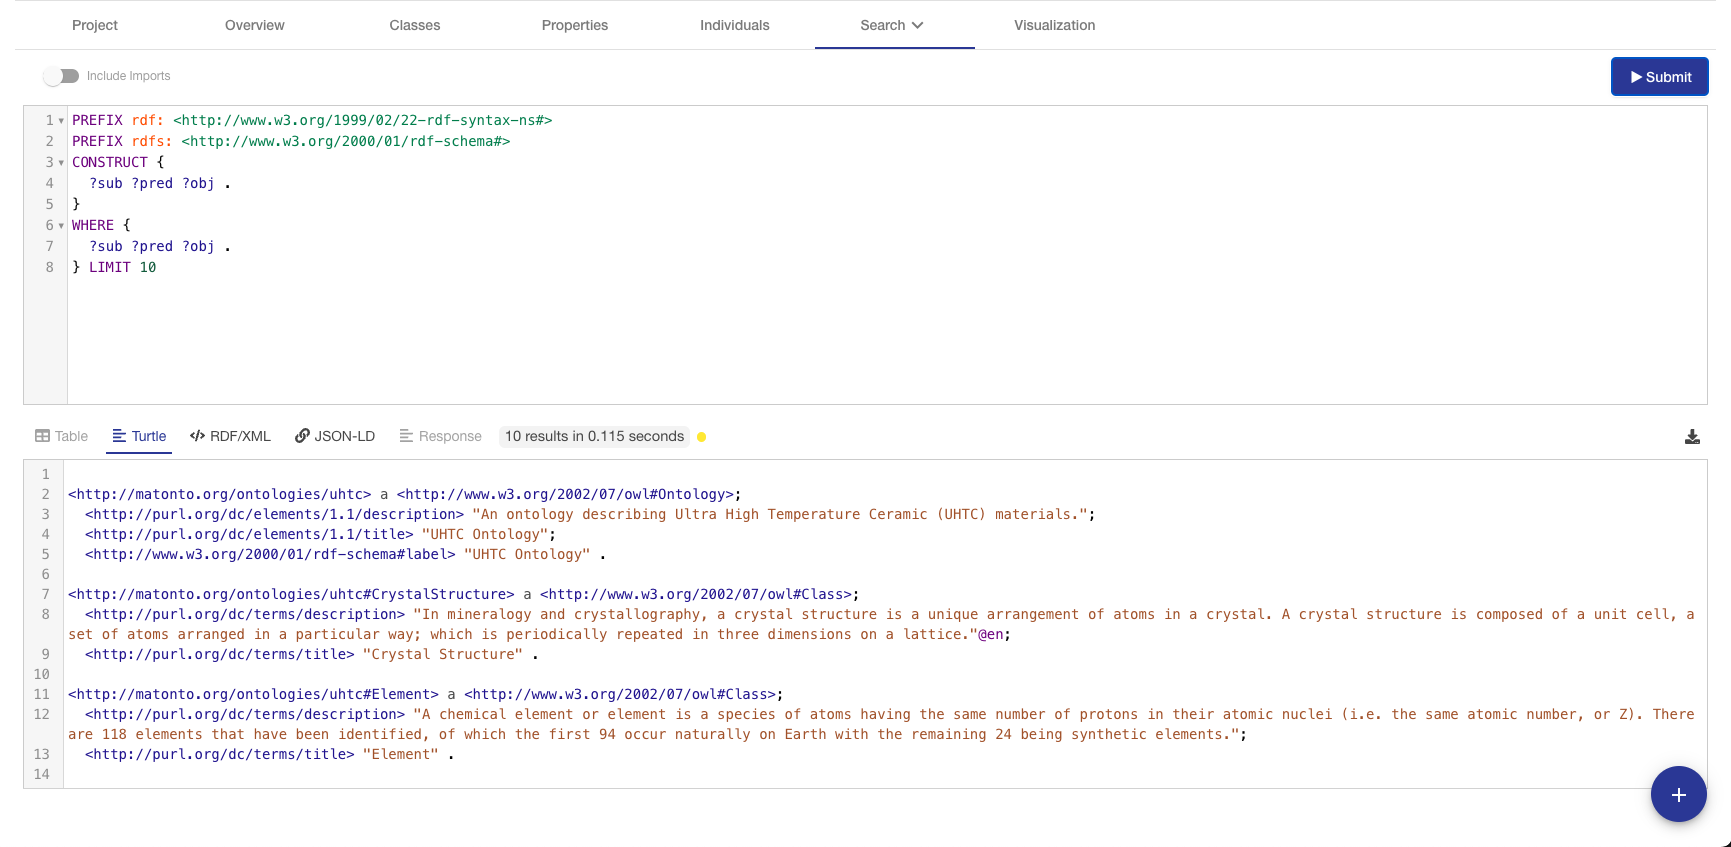 Project Overview Classes Properties Individuals Search Visualization
Include Imports
Submit
1 PREFIX rdf: <http://www.w3.org/1999/02/22-rdf-syntax-ns#>
2 PREFIX rdfs: <http://www.w3.org/2000/01/rdf-schema#>
3 CONSTRUCT {
4 ?sub ?pred ?obj .
5 }
6 WHERE {
7 ?sub ?pred ?obj .
8 } LIMIT 10
Table Turtle RDF/XML JSON-LD Response 10 results in 0.115 seconds
1
2 <http://matonto.org/ontologies/uhtc> a <http://www.w3.org/2002/07/owl#Ontology>;
3 <http://purl.org/dc/elements/1.1/description> "An ontology describing Ultra High Temperature Ceramic (UHTC) materials.";
4 <http://purl.org/dc/elements/1.1/title> "UHTC Ontology";
5 <http://www.w3.org/2000/01/rdf-schema#label> "UHTC Ontology" .
6
7 <http://matonto.org/ontologies/uhtc#CrystalStructure> a <http://www.w3.org/2002/07/owl#Class>;
8 <http://purl.org/dc/terms/description> "In mineralogy and crystallography, a crystal structure is a unique arrangement of atoms in a crystal. A crystal structure is composed of a unit cell, a
set of atoms arranged in a particular way; which is periodically repeated in three dimensions on a lattice."@en;
9 <http://purl.org/dc/terms/title> "Crystal Structure" .
10
11 <http://matonto.org/ontologies/uhtc#Element> a <http://www.w3.org/2002/07/owl#Class>;
12 <http://purl.org/dc/terms/description> "A chemical element or element is a species of atoms having the same number of protons in their atomic nuclei (i.e. the same atomic number, or Z). There
are 118 elements that have been identified, of which the first 94 occur naturally on Earth with the remaining 24 being synthetic elements.";
13 <http://purl.org/dc/terms/title> "Element" .
14
+